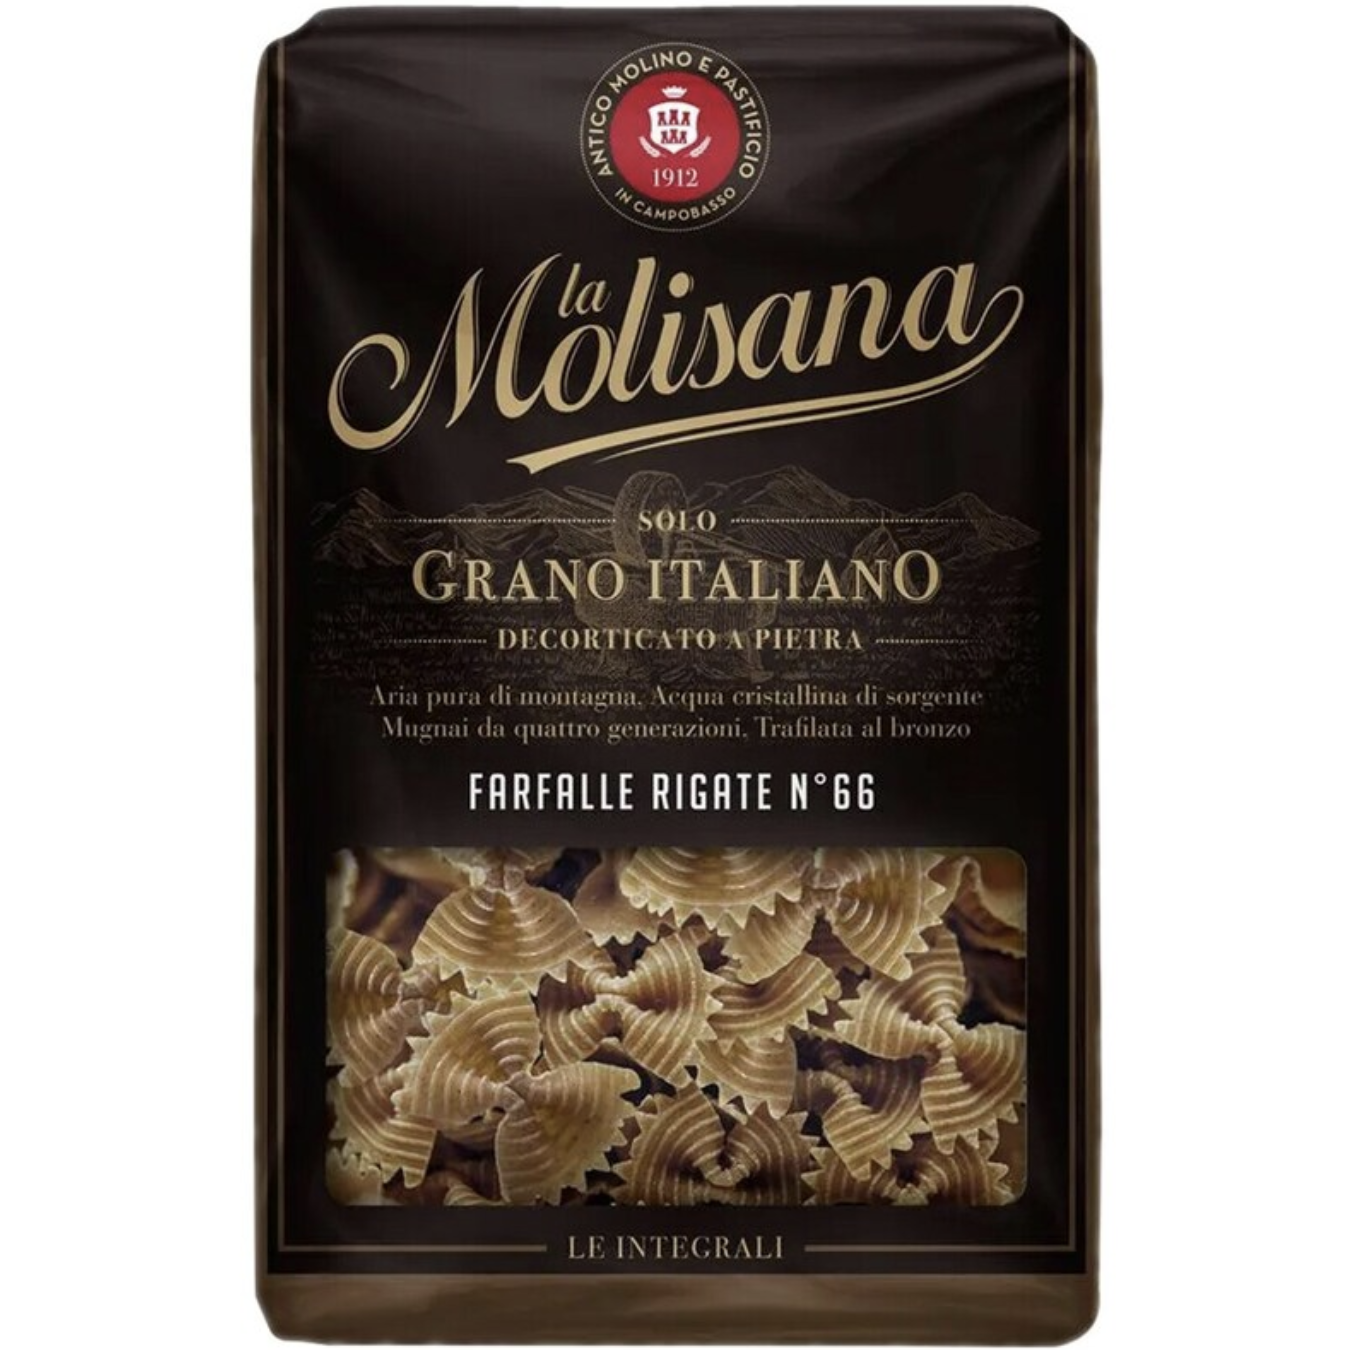 ANTICO MOLINO E PASTIFICIO
1912
IN CAMPOBASSO
la
Molisana
SOLO
GRANO ITALIANO
DECORTICATO A PIETRA
Aria pura di montagna, Acqua cristallina di sorgente
Mugnai da quattro generazioni, Trafilata al bronzo
FARFALLE RIGATE N°66
LE INTEGRALI